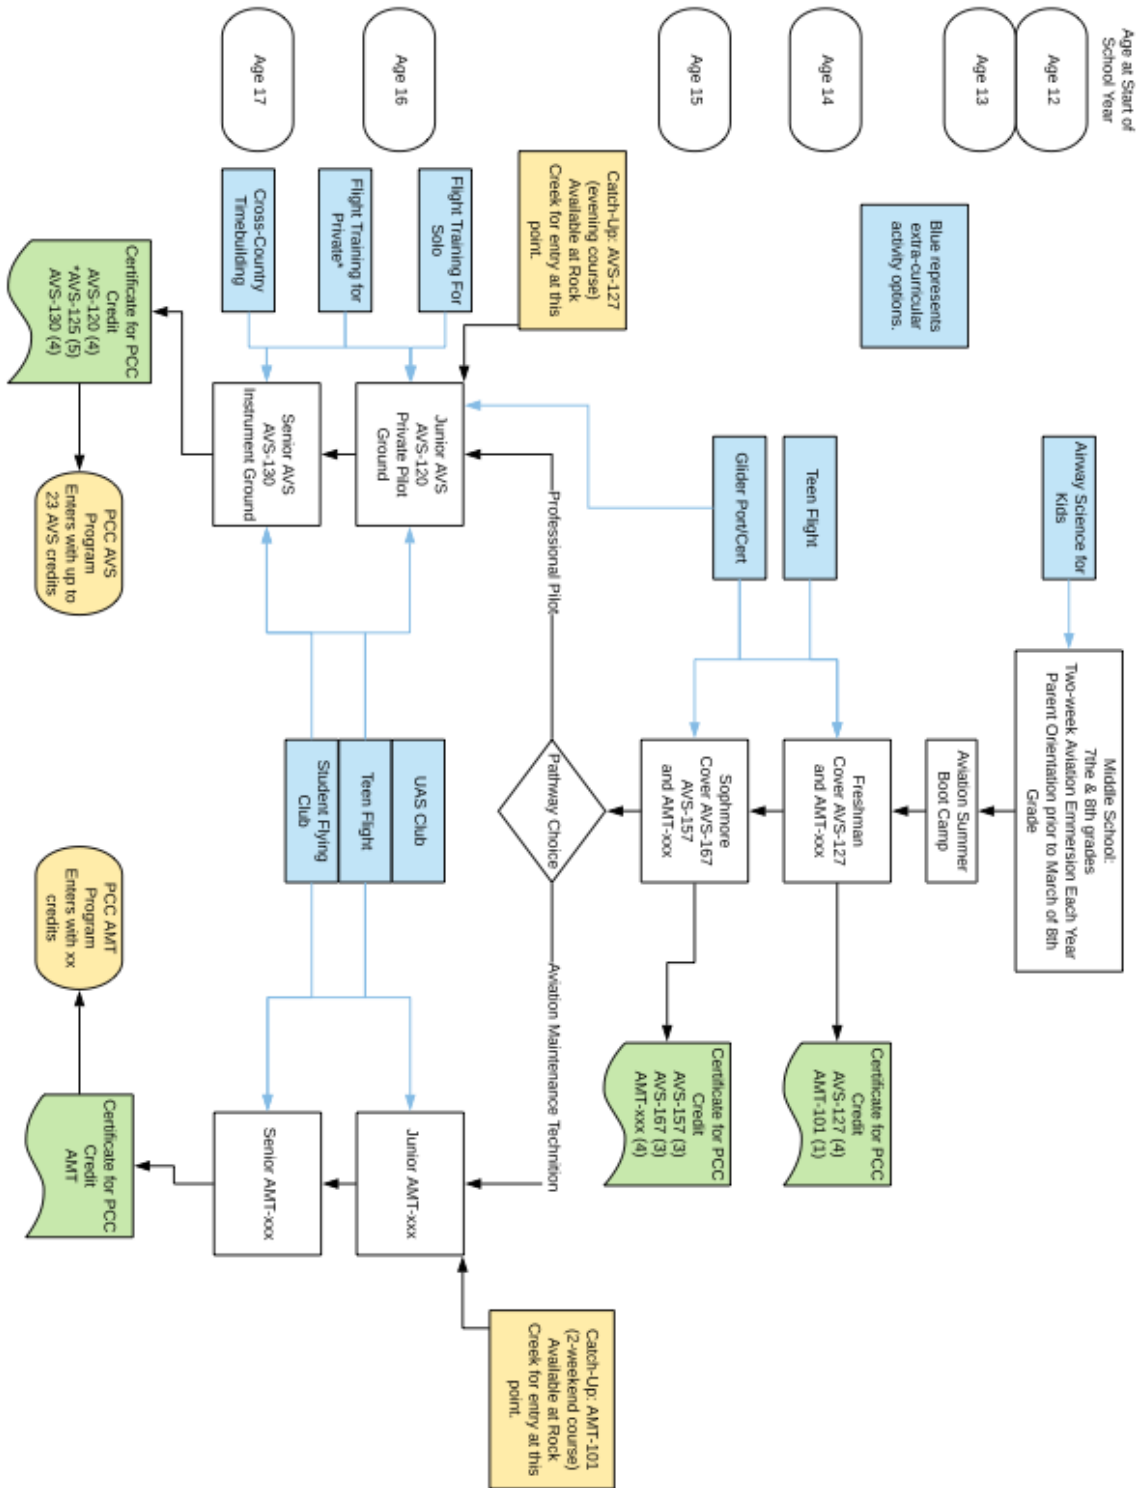 Age at Start of
School Year
Age 12
Age 13
Age 14
Age 15
Age 16
Age 17
Blue represents
extra-curricular
activity options.
Airway Science for
Kids
Middle School:
7the & 8th grades
Two-week Aviation Emmersion Each Year
Parent Orientation prior to March of 8th
Grade
Aviation Summer
Boot Camp
Teen Flight
Glider Port/Cert
Freshman
Cover AVS-127
and AMT-xxx
Certificate for PCC
Credit
AVS-127 (4)
AMT-101 (1)
Sophmore
Cover AVS-167
AVS-157
and AMT-xxx
Certificate for PCC
Credit
AVS-157 (3)
AVS-167 (3)
AMT-xxx (4)
Pathway Choice
Professional Pilot
Aviation Maintenance Technition
Catch-Up: AVS-127
(evening course)
Available at Rock
Creek for entry at this
point.
Catch-Up: AMT-101
(2-weekend course)
Available at Rock
Creek for entry at this
point.
Flight Training For
Solo
Flight Training for
Private*
Cross-Country
Timebuilding
Junior AVS
AVS-120
Private Pilot
Ground
Senior AVS
AVS-130
Instrument Ground
UAS Club
Teen Flight
Student Flying
Club
Junior AMT-xxx
Senior AMT-xxx
Certificate for PCC
Credit
AVS-120 (4)
*AVS-125 (5)
AVS-130 (4)
PCC AVS
Program
Enters with up to
23 AVS credits
PCC AMT
Program
Enters with xx
credits
Certificate for PCC
Credit
AMT